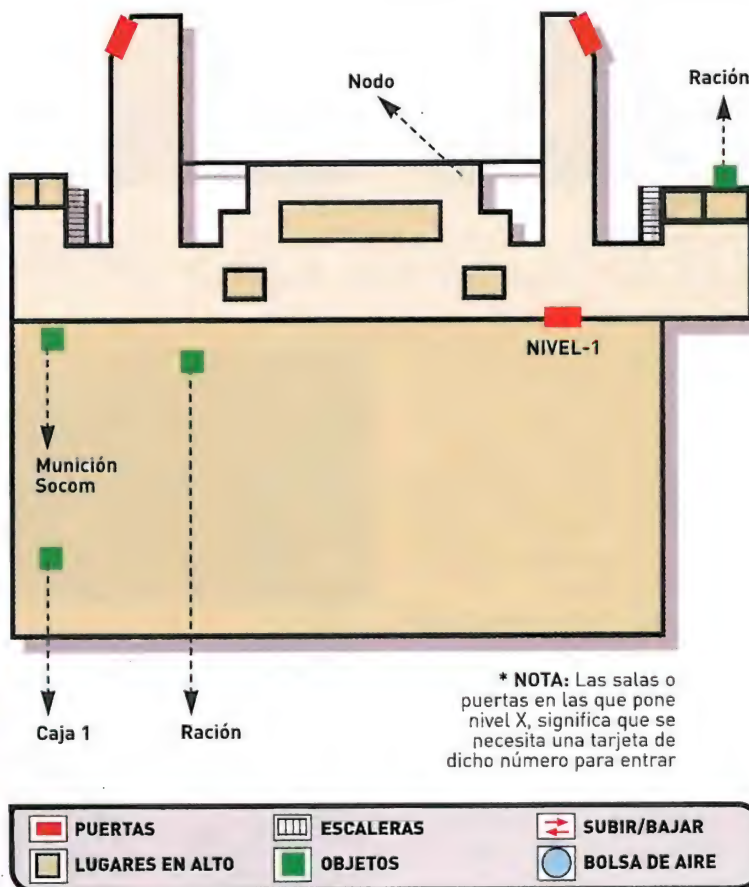 Nodo
Ración
NIVEL-1
Munición
Socom
Caja 1
Ración
* NOTA: Las salas o
puertas en las que pone
nivel X, significa que se
necesita una tarjeta de
dicho número para entrar
PUERTAS
ESCALERAS
SUBIR/BAJAR
LUGARES EN ALTO
OBJETOS
BOLSA DE AIRE